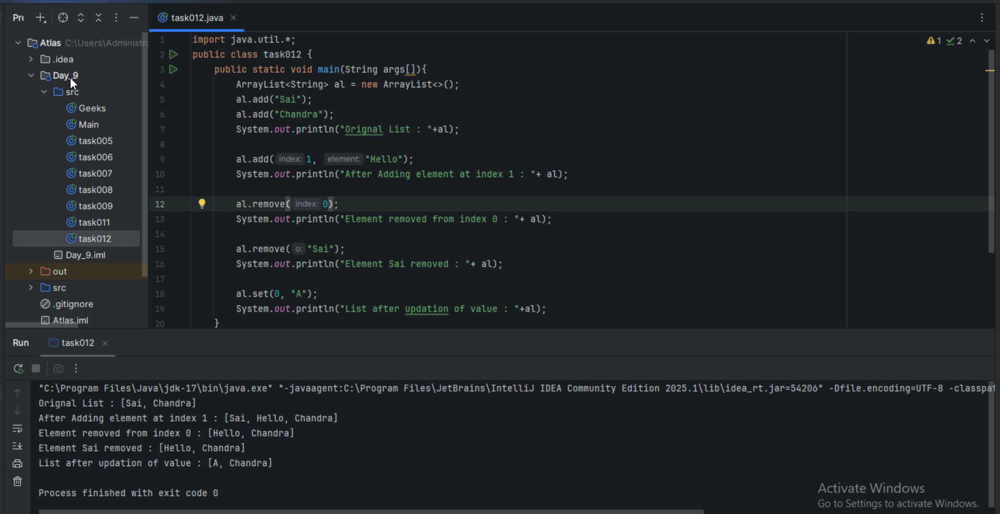 Pro
task012.java
Atlas C:\Users\Administra
.idea
Day_9
src
Geeks
Main
task005
task006
task007
task008
task009
task011
task012
Day_9.iml
out
src
.gitignore
Atlas.iml
1 2
1 import java.util.*;
2 public class task012 {
3 public static void main(String args[]){
4 ArrayList<String> al = new ArrayList<>();
5 al.add("Sai");
6 al.add("Chandra");
7 System.out.println("Orignal List : "+al);
8
9 al.add( index: 1, element: "Hello");
10 System.out.println("After Adding element at index 1 : "+ al);
11
12 al.remove( index: 0);
13 System.out.println("Element removed from index 0 : "+ al);
14
15 al.remove( o: "Sai");
16 System.out.println("Element Sai removed : "+ al);
17
18 al.set(0, "A");
19 System.out.println("List after updation of value : "+al);
20 }
Run task012
"C:\Program Files\Java\jdk-17\bin\java.exe" "-javaagent:C:\Program Files\JetBrains\IntelliJ IDEA Community Edition 2025.1\lib\idea_rt.jar=54206" -Dfile.encoding=UTF-8 -classpat
Orignal List : [Sai, Chandra]
After Adding element at index 1 : [Sai, Hello, Chandra]
Element removed from index 0 : [Hello, Chandra]
Element Sai removed : [Hello, Chandra]
List after updation of value : [A, Chandra]
Process finished with exit code 0
Activate Windows
Go to Settings to activate Windows.